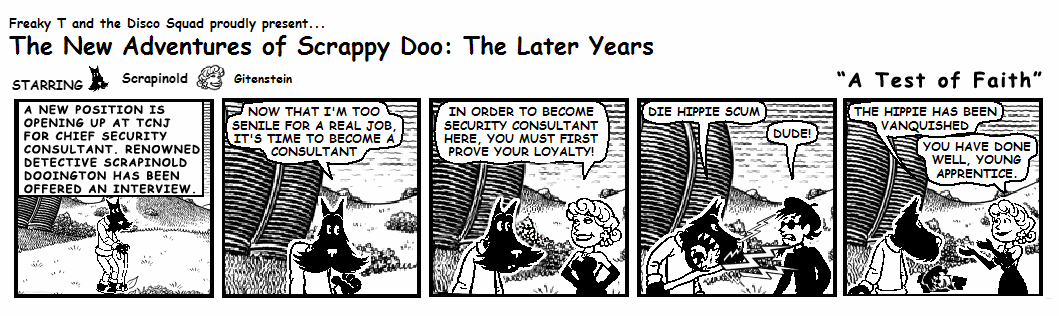 Freaky T and the Disco Squad proudly present...
The New Adventures of Scrappy Doo: The Later Years
STARRING Scrapinold Gitenstein
"A Test of Faith"
A NEW POSITION IS
OPENING UP AT TCNJ
FOR CHIEF SECURITY
CONSULTANT. RENOWNED
DETECTIVE SCRAPINOLD
DOOINGTON HAS BEEN
OFFERED AN INTERVIEW.
NOW THAT I'M TOO
SENILE FOR A REAL JOB,
IT'S TIME TO BECOME A
CONSULTANT
IN ORDER TO BECOME
SECURITY CONSULTANT
HERE, YOU MUST FIRST
PROVE YOUR LOYALTY!
DIE HIPPIE SCUM
DUDE!
THE HIPPIE HAS BEEN
VANQUISHED
YOU HAVE DONE
WELL, YOUNG
APPRENTICE.